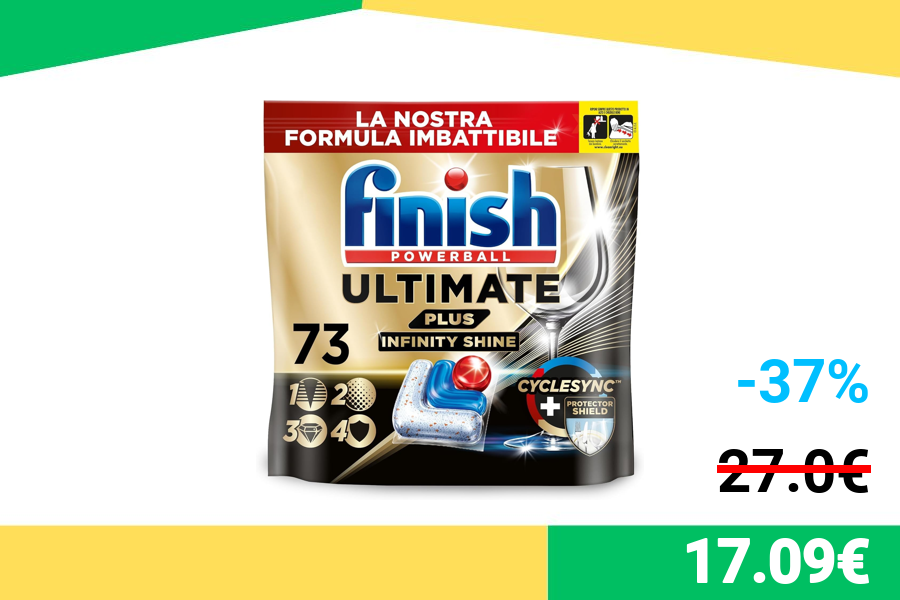 LA NOSTRA
FORMULA IMBATTIBILE
finish
POWERBALL
ULTIMATE
PLUS
INFINITY SHINE
73
CYCLESYNC™
+ PROTECTOR
SHIELD
1 2
3 4
-37%
27.0€
17.09€